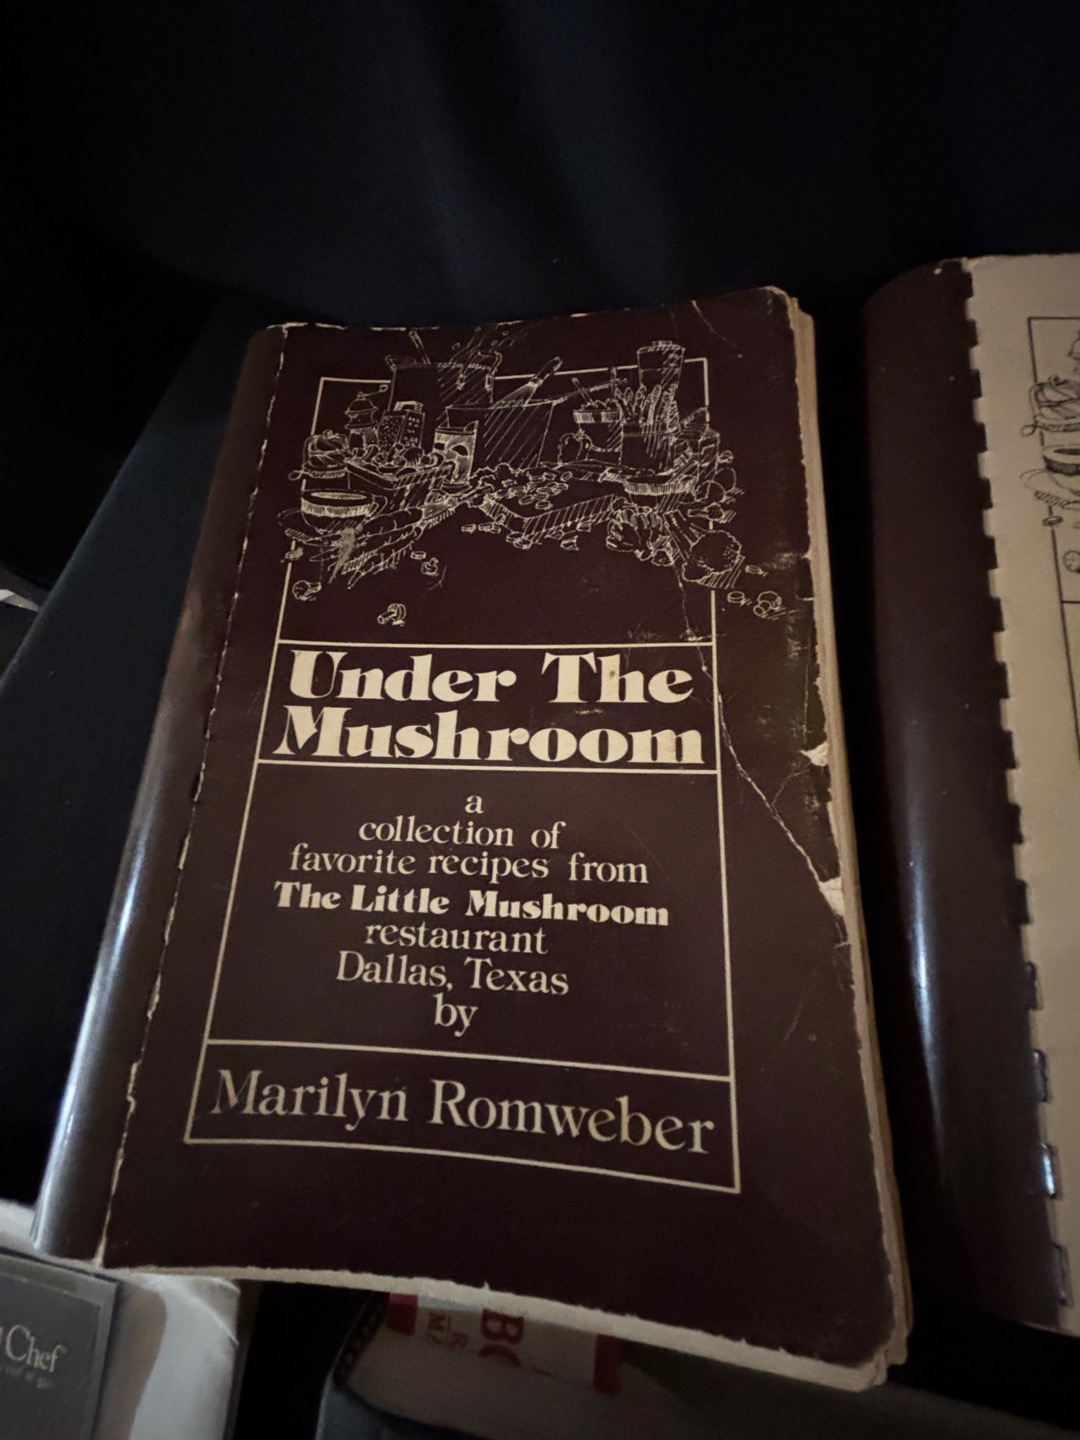 Under The
Mushroom
a
collection of
favorite recipes from
The Little Mushroom
restaurant
Dallas, Texas
by
Marilyn Romweber
Chef